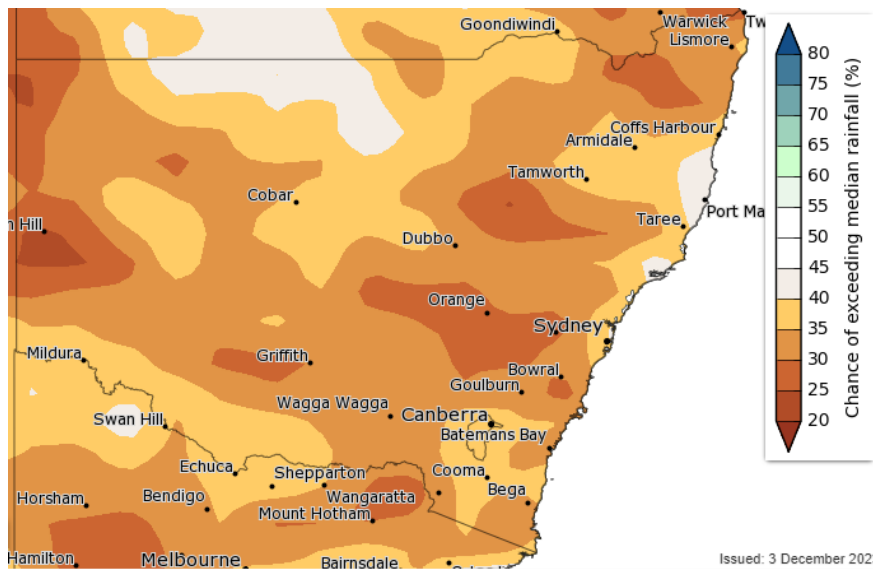 Goondiwindi
Warwick
Tw
Lismore
Coffs Harbour
Armidale
Tamworth
Cobar
Port Ma
Taree
n Hill
Dubbo
Orange
Sydney
Mildura
Griffith
Bowral
Goulburn
Wagga Wagga
Canberra
Swan Hill
Batemans Bay
Echuca
Shepparton
Cooma
Horsham
Bendigo
Wangaratta
Bega
Mount Hotham
Hamilton
Melbourne
Bairnsdale
80
75
70
65
60
55
50
45
40
35
30
25
20
Chance of exceeding median rainfall (%)
Issued: 3 December 202